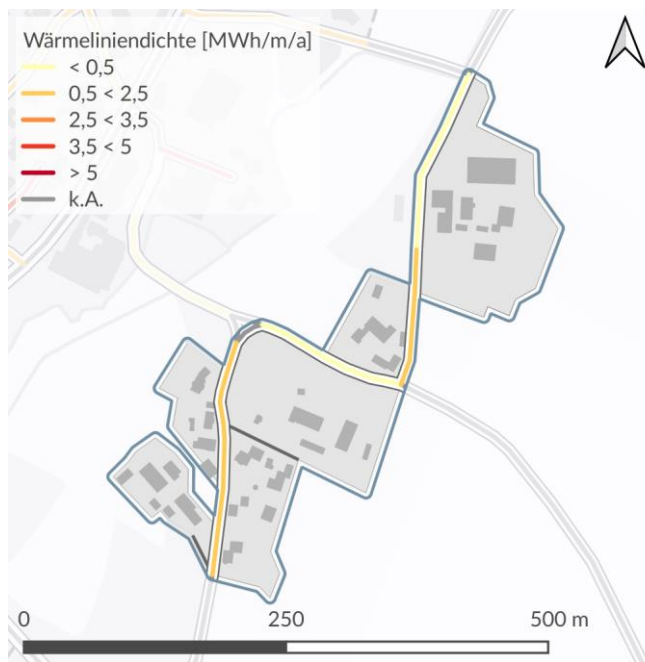 Wärmeliniendichte [MWh/m/a]
< 0,5
0,5 < 2,5
2,5 < 3,5
3,5 < 5
> 5
k.A.
0 250 500 m